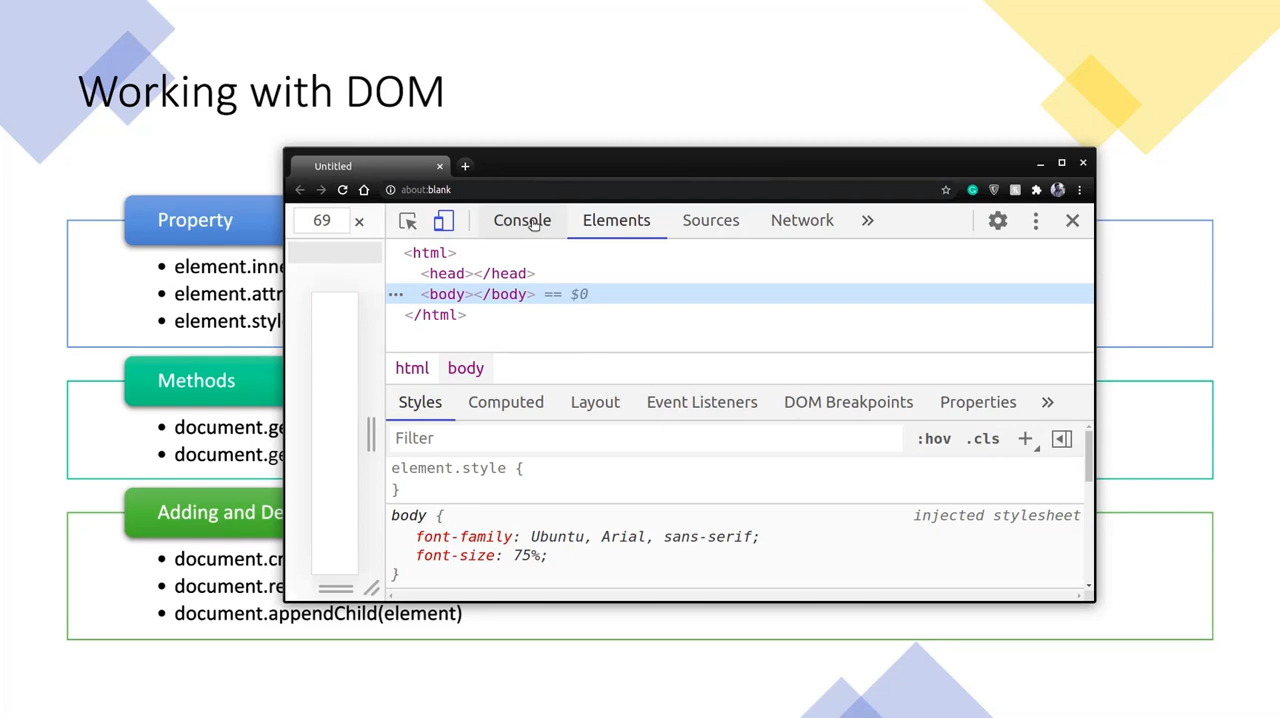 Working with DOM
Untitled
about:blank
69
Console
Elements
Sources
Network
<html>
<head></head>
<body></body> == $0
</html>
html
body
Styles
Computed
Layout
Event Listeners
DOM Breakpoints
Properties
Filter
:hov
.cls
element.style {
}
body {
injected stylesheet
font-family: Ubuntu, Arial, sans-serif;
font-size: 75%;
}
Property
• element.inne
• element.attr
• element.styl
Methods
• document.ge
• document.ge
Adding and De
• document.cr
• document.re
• document.appendChild(element)